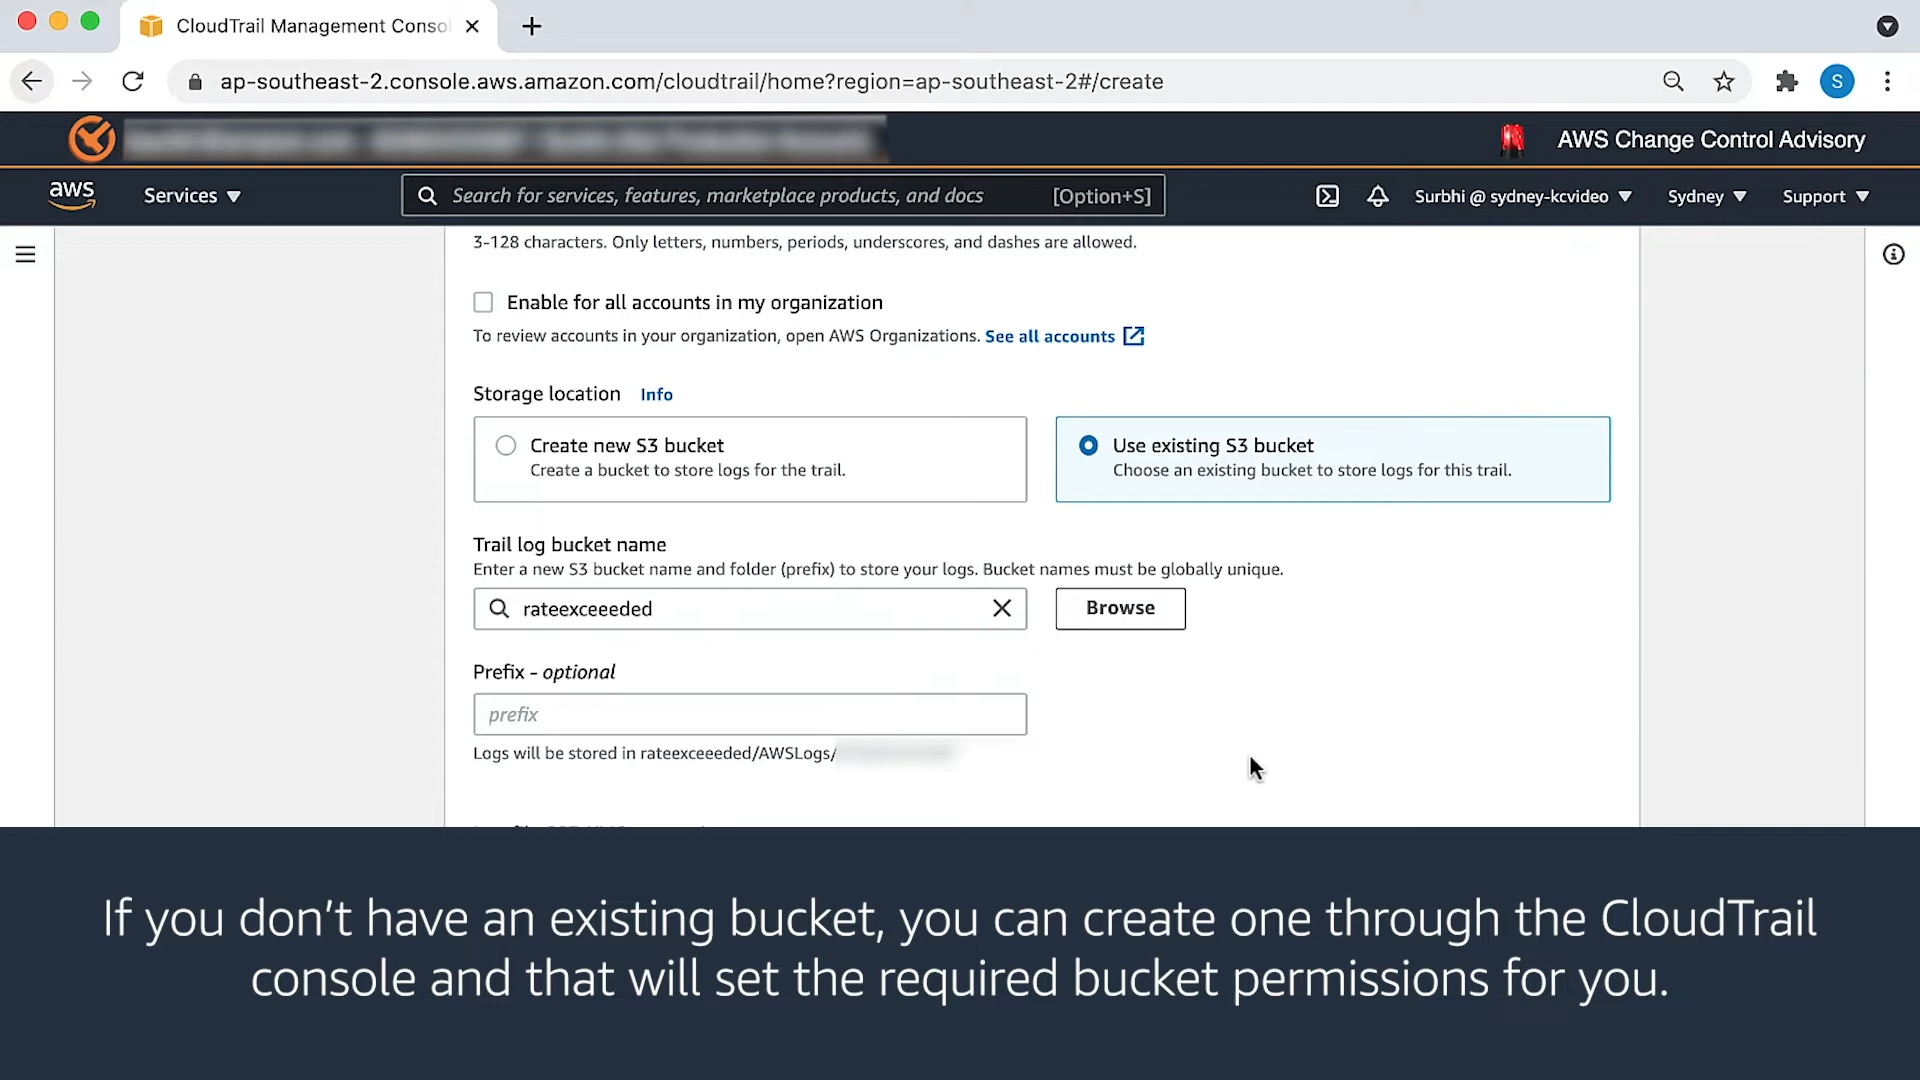 CloudTrail Management Conso
ap-southeast-2.console.aws.amazon.com/cloudtrail/home?region=ap-southeast-2#/create
S
AWS Change Control Advisory
aws
Services
Search for services, features, marketplace products, and docs [Option+S]
Surbhi @ sydney-kcvideo
Sydney
Support
3-128 characters. Only letters, numbers, periods, underscores, and dashes are allowed.
Enable for all accounts in my organization
To review accounts in your organization, open AWS Organizations. See all accounts
Storage location Info
Create new S3 bucket
Create a bucket to store logs for the trail.
Use existing S3 bucket
Choose an existing bucket to store logs for this trail.
Trail log bucket name
Enter a new S3 bucket name and folder (prefix) to store your logs. Bucket names must be globally unique.
rateexceeeded
Browse
Prefix - optional
prefix
Logs will be stored in rateexceeeded/AWSLogs/
If you don't have an existing bucket, you can create one through the CloudTrail
console and that will set the required bucket permissions for you.